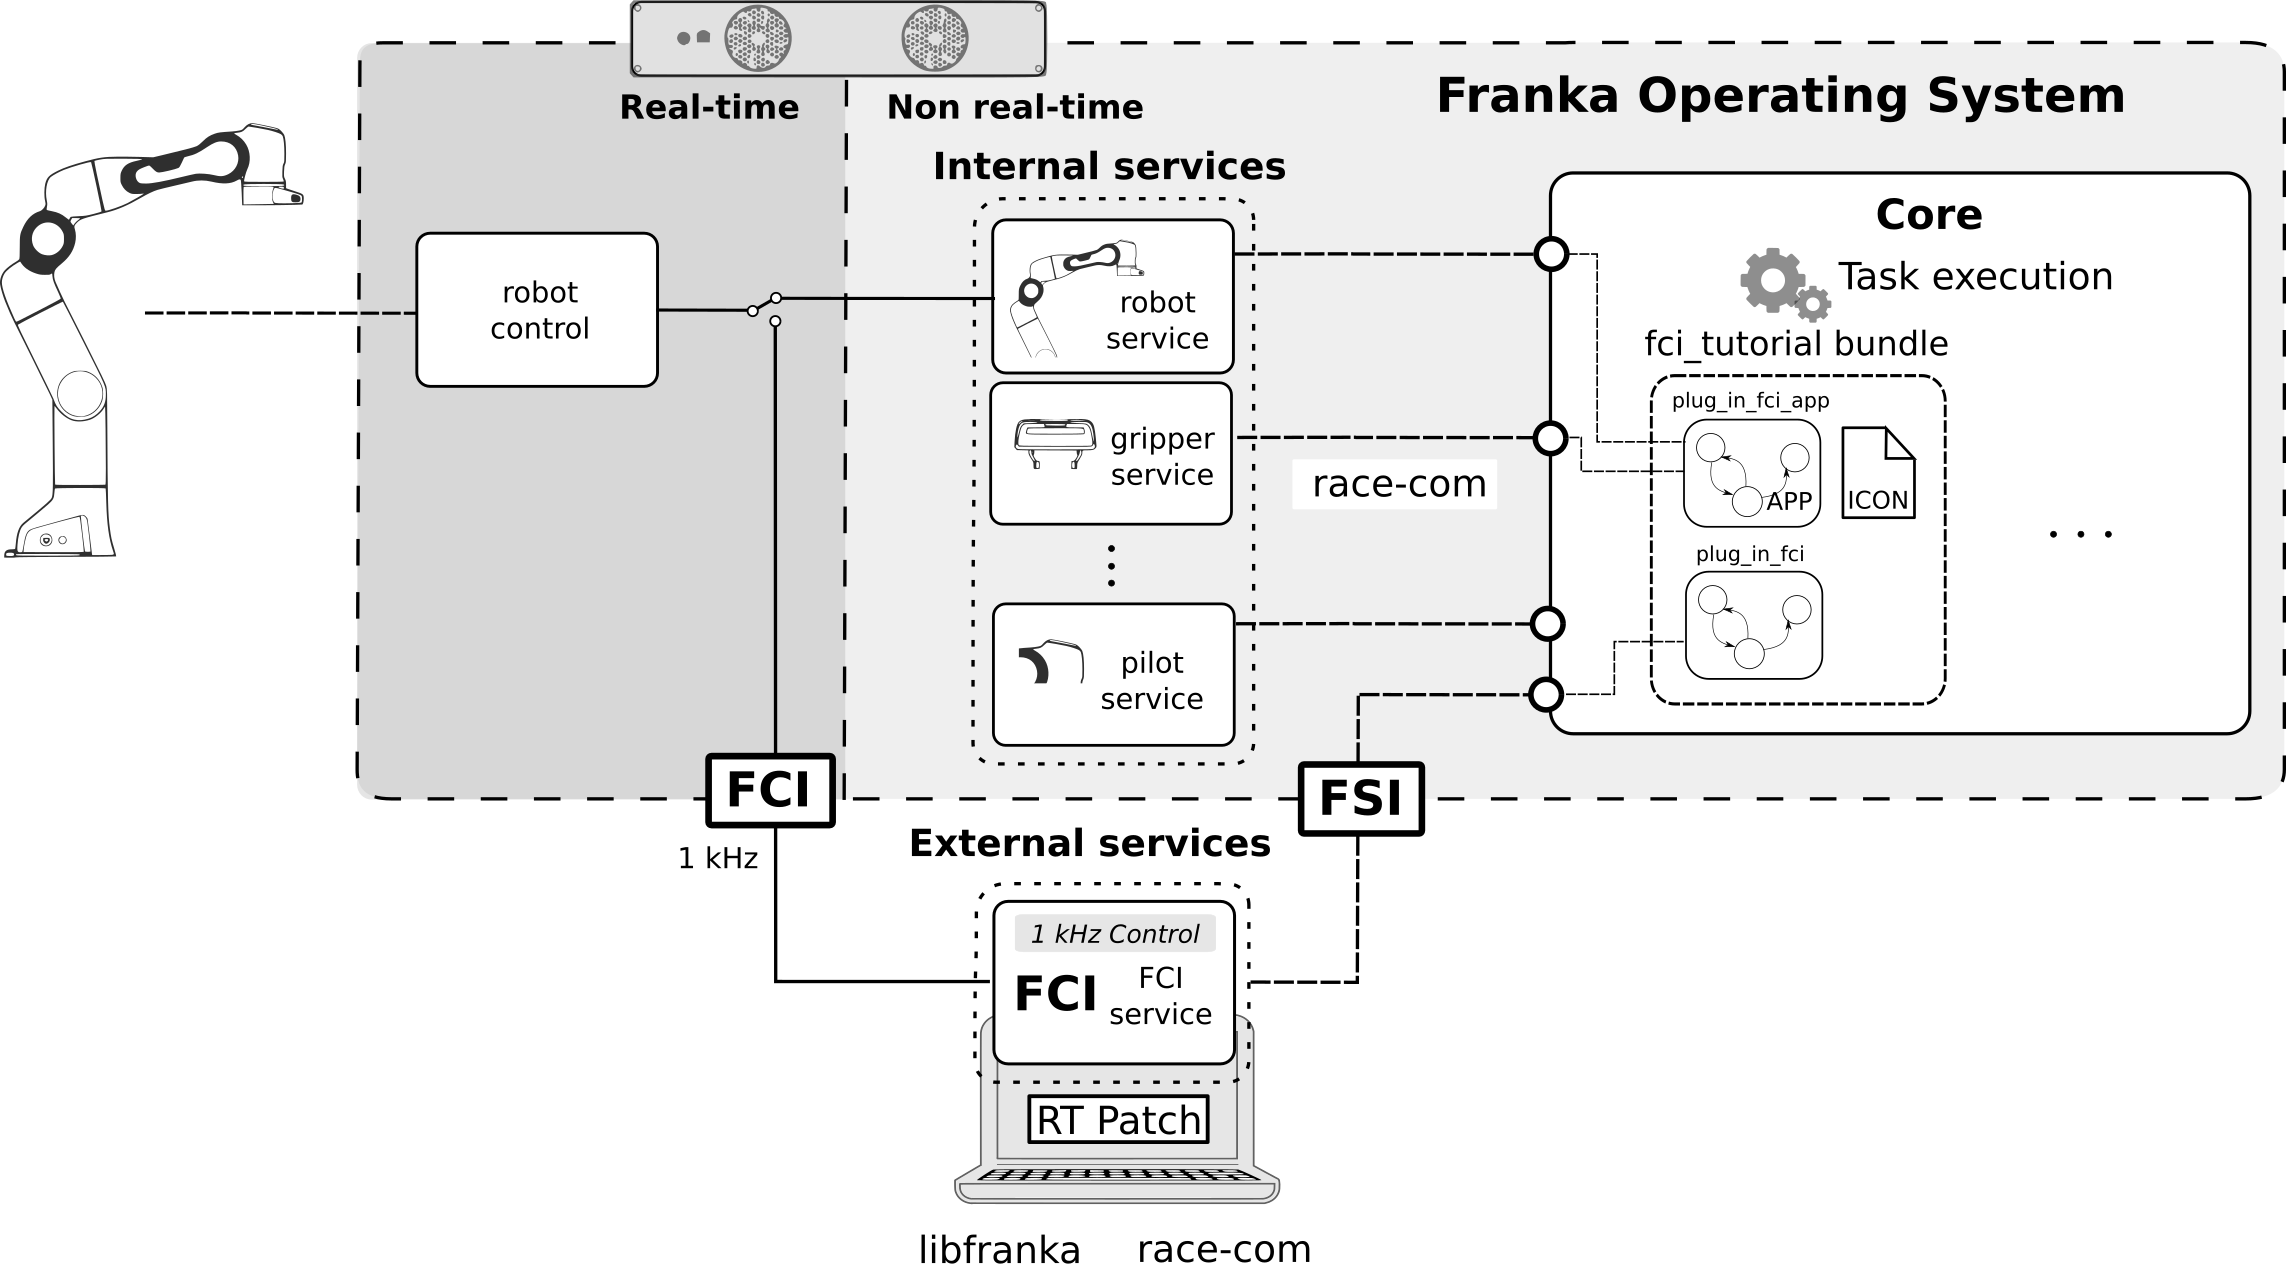 Real-time
Non real-time
Franka Operating System
Internal services
Core
Task execution
robot
control
robot
service
fci_tutorial bundle
plug_in_fci_app
gripper
service
race-com
APP
ICON
. . .
plug_in_fci
pilot
service
FCI
FSI
1 kHz
External services
1 kHz Control
FCI
FCI
service
RT Patch
libfranka
race-com